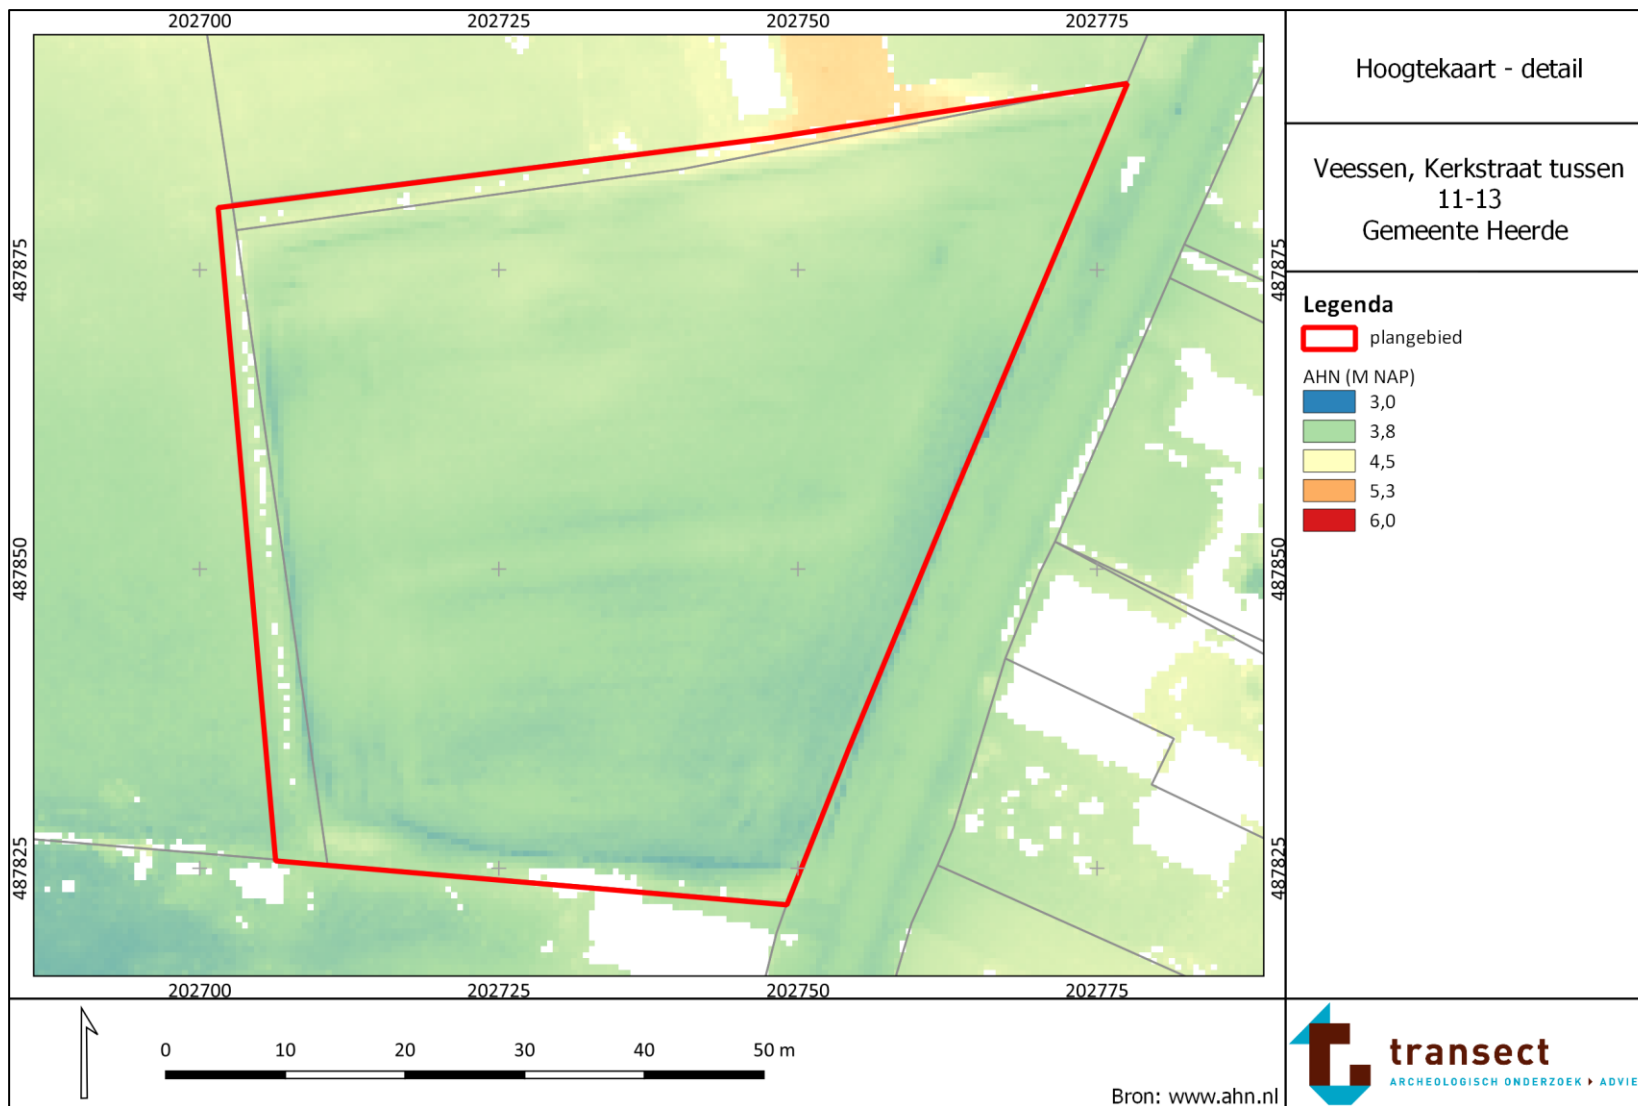 202700 202725 202750 202775
Hoogtekaart - detail
Veessen, Kerkstraat tussen
11-13
Gemeente Heerde
487875 487875
Legenda
plangebied
AHN (M NAP)
3,0
3,8
4,5
5,3
6,0
487850 487850
487825 487825
202700 202725 202750 202775
0 10 20 30 40 50 m
Bron: www.ahn.nl
transect
ARCHEOLOGISCH ONDERZOEK ADVIE